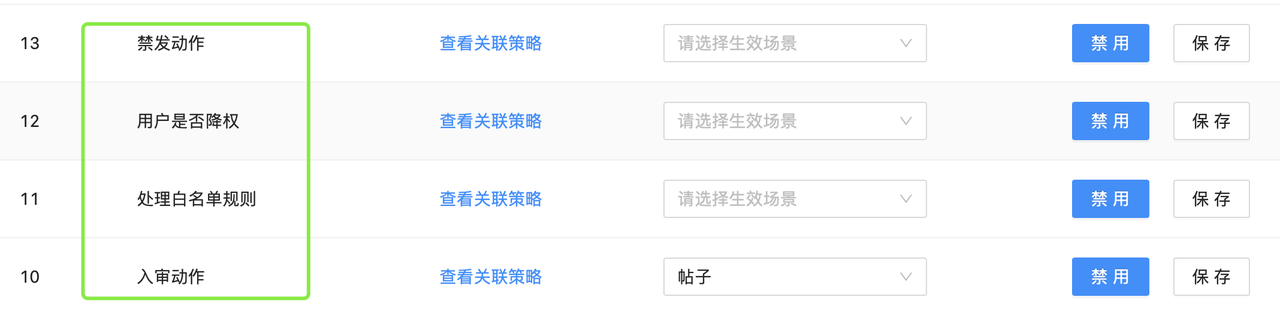 13 禁发动作 查看关联策略 请选择生效场景 禁 用 保 存
12 用户是否降权 查看关联策略 请选择生效场景 禁 用 保 存
11 处理白名单规则 查看关联策略 请选择生效场景 禁 用 保 存
10 入审动作 查看关联策略 帖子 禁 用 保 存